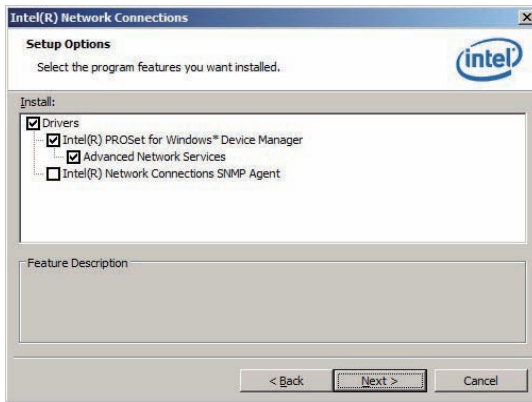 Intel(R) Network Connections
Setup Options
Select the program features you want installed.
intel
Install:
Drivers
Intel(R) PROSet for Windows* Device Manager
Advanced Network Services
Intel(R) Network Connections SNMP Agent
Feature Description
< Back
Next >
Cancel